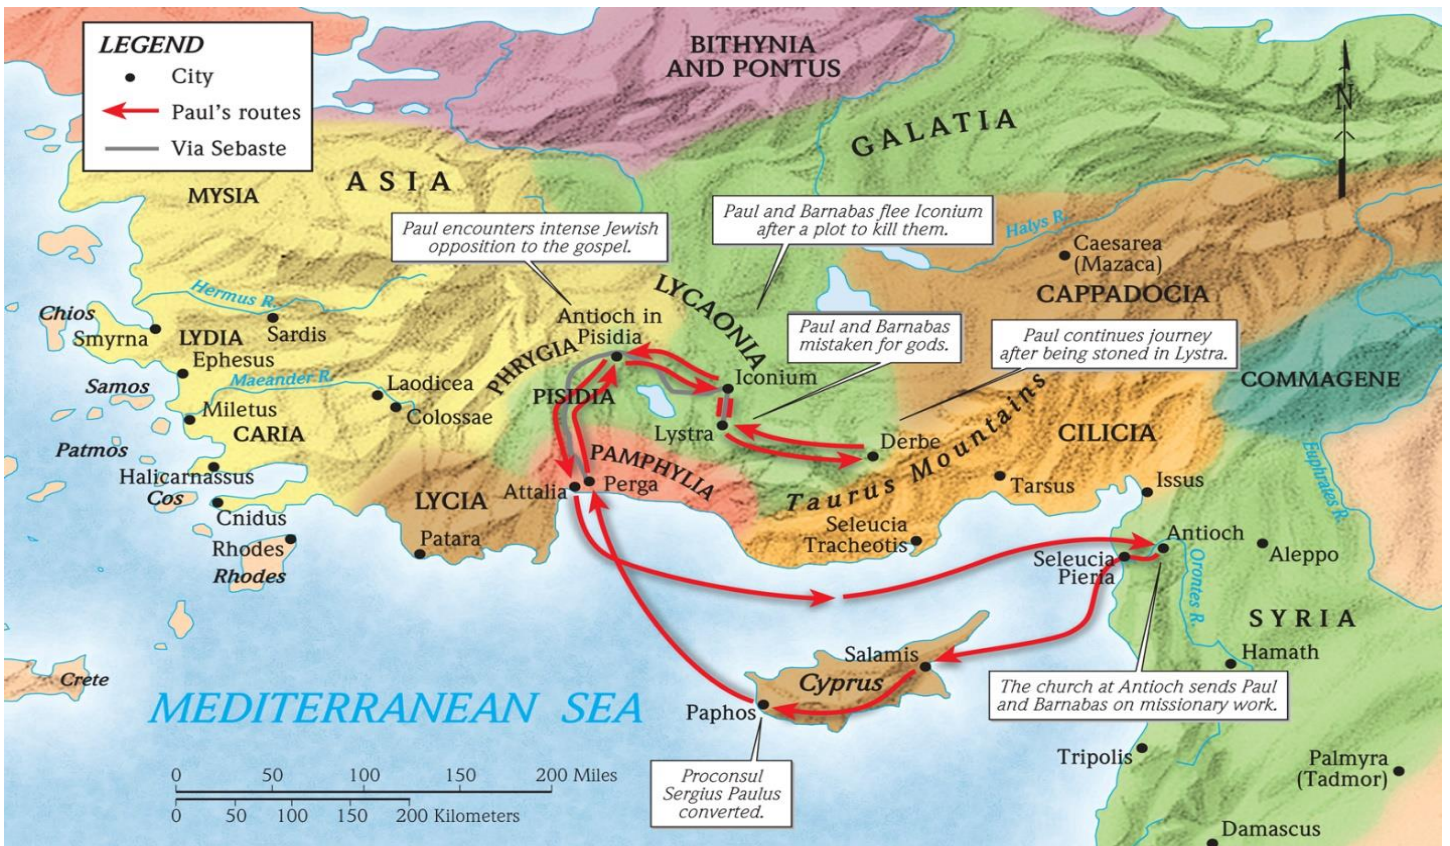 LEGEND
City
Paul's routes
Via Sebaste
BITHYNIA
AND PONTUS
GALATIA
N
ASIA
MYSIA
Paul encounters intense Jewish
opposition to the gospel.
Paul and Barnabas flee Iconium
after a plot to kill them.
Halys R.
Caesarea
(Mazaca)
CAPPADOCIA
LYCAONIA
Hermus R.
Chios
Smyrna
LYDIA
Sardis
Ephesus
Antioch in
Pisidia
PHRYGIA
Paul and Barnabas
mistaken for gods.
Paul continues journey
after being stoned in Lystra.
COMMAGENE
Samos
Maeander R.
Laodicea
Colossae
PISIDIA
Iconium
Miletus
CARIA
Lystra
Derbe
Taurus Mountains
CILICIA
Patmos
Halicarnassus
Cos
Cnidus
LYCIA
PAMPHYLIA
Attalia
Perga
Tarsus
Issus
Euphrates R.
Rhodes
Rhodes
Patara
Seleucia
Tracheotis
Antioch
Seleucia
Pieria
Orontes R.
Aleppo
SYRIA
Hamath
Salamis
Cyprus
Crete
MEDITERRANEAN SEA
Paphos
The church at Antioch sends Paul
and Barnabas on missionary work.
Proconsul
Sergius Paulus
converted.
Tripolis
Palmyra
(Tadmor)
Damascus
0 50 100 150 200 Miles
0 50 100 150 200 Kilometers